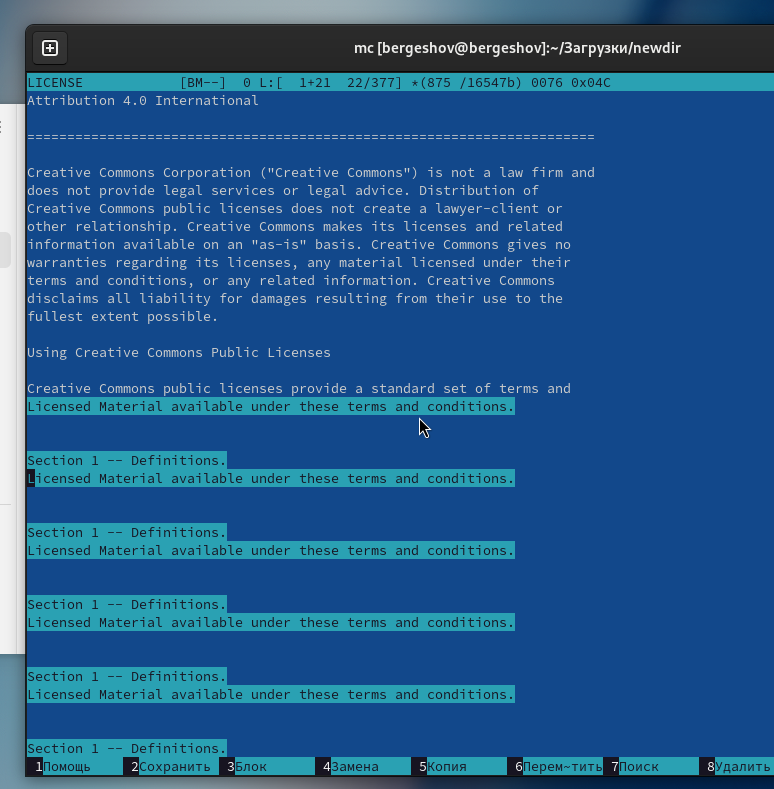 mc [bergeshov@bergeshov]:~/Загрузки/newdir
LICENSE            [BM--]  0 L:[  1+21  22/377] *(875 /16547b) 0076 0x04C
Attribution 4.0 International
=======================================================================
Creative Commons Corporation ("Creative Commons") is not a law firm and
does not provide legal services or legal advice. Distribution of
Creative Commons public licenses does not create a lawyer-client or
other relationship. Creative Commons makes its licenses and related
information available on an "as-is" basis. Creative Commons gives no
warranties regarding its licenses, any material licensed under their
terms and conditions, or any related information. Creative Commons
disclaims all liability for damages resulting from their use to the
fullest extent possible.
Using Creative Commons Public Licenses
Creative Commons public licenses provide a standard set of terms and
Licensed Material available under these terms and conditions.
Section 1 -- Definitions.
Licensed Material available under these terms and conditions.
Section 1 -- Definitions.
Licensed Material available under these terms and conditions.
Section 1 -- Definitions.
Licensed Material available under these terms and conditions.
Section 1 -- Definitions.
Licensed Material available under these terms and conditions.
Section 1 -- Definitions.
1Помощь 2Сохранить 3Блок 4Замена 5Копия 6Перем~тить 7Поиск 8Удалить